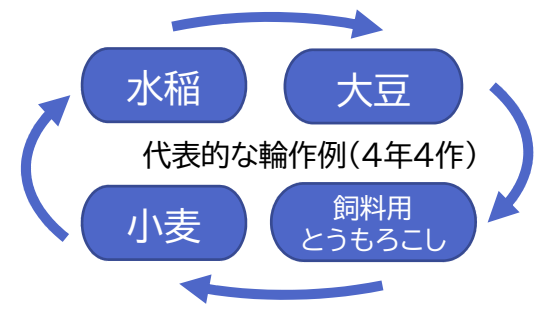 水稲
大豆
代表的な輪作例(4年4作)
小麦
飼料用
とうもろこし